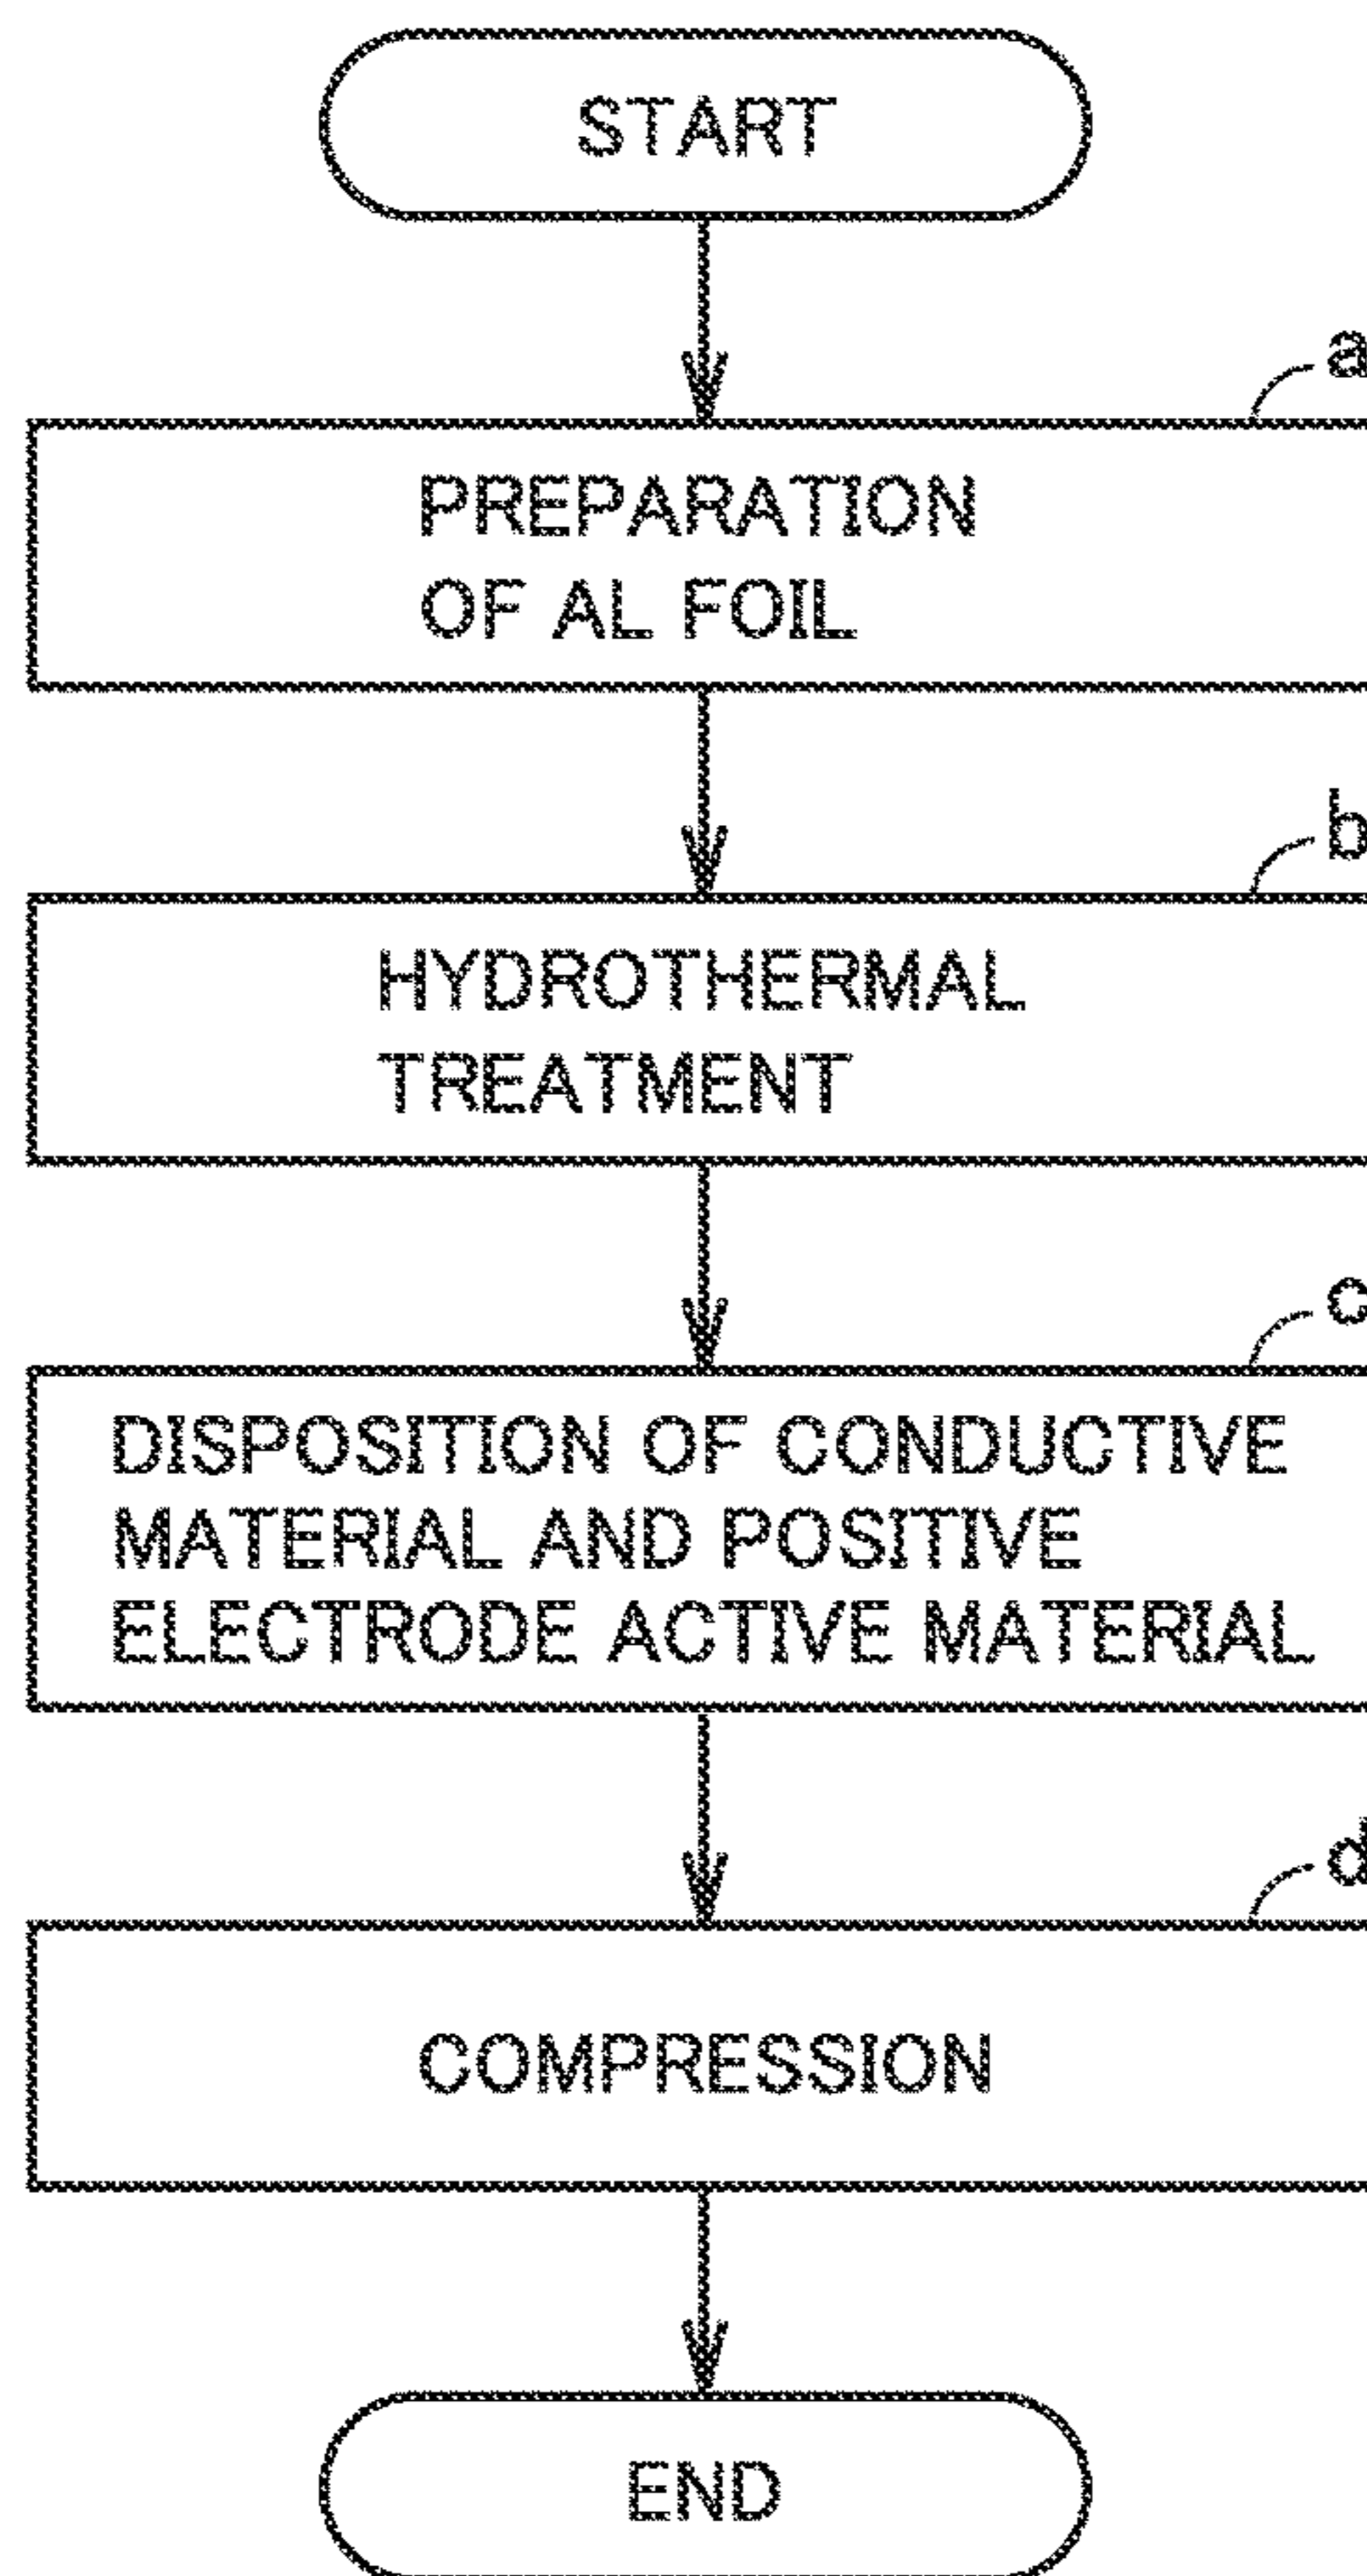 START
a
PREPARATION
OF AL FOIL
b
HYDROTHERMAL
TREATMENT
c
DISPOSITION OF CONDUCTIVE
MATERIAL AND POSITIVE
ELECTRODE ACTIVE MATERIAL
d
COMPRESSION
END